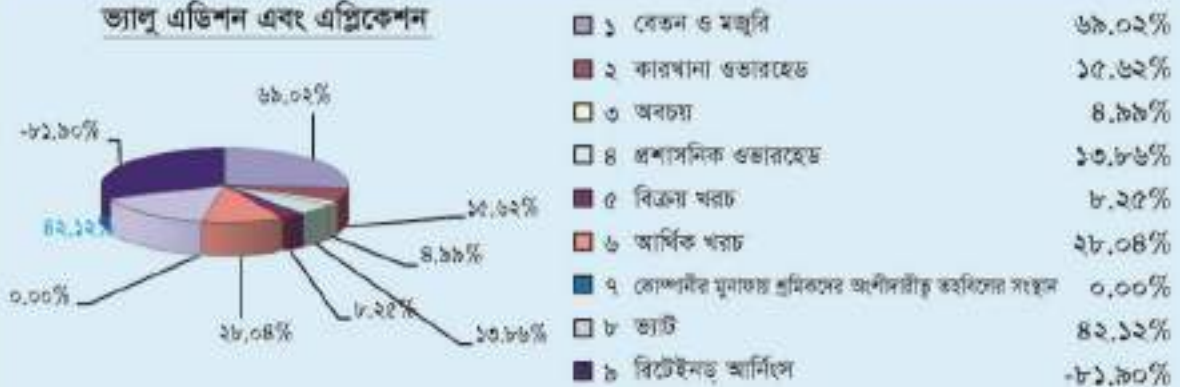 ভ্যালু এডিশন এবং এপ্লিকেশন
৬৯.০২%
-৮১.৯০%
১৫.৬২%
৪২.১২%
৪.৯৯%
০.০০%
৮.২৫%
২৮.০৪%
১৩.৮৬%
১ বেতন ও মজুরি ৬৯.০২%
২ কারখানা ওভারহেড ১৫.৬২%
৩ অবচয় ৪.৯৯%
৪ প্রশাসনিক ওভারহেড ১৩.৮৬%
৫ বিক্রয় খরচ ৮.২৫%
৬ আর্থিক খরচ ২৮.০৪%
৭ কোম্পানীর মুনাফায় শ্রমিকদের অংশীদারীত্ব তহবিলের সংস্থান ০.০০%
৮ ভ্যাট ৪২.১২%
৯ রিটেইনড্ আর্নিংস -৮১.৯০%